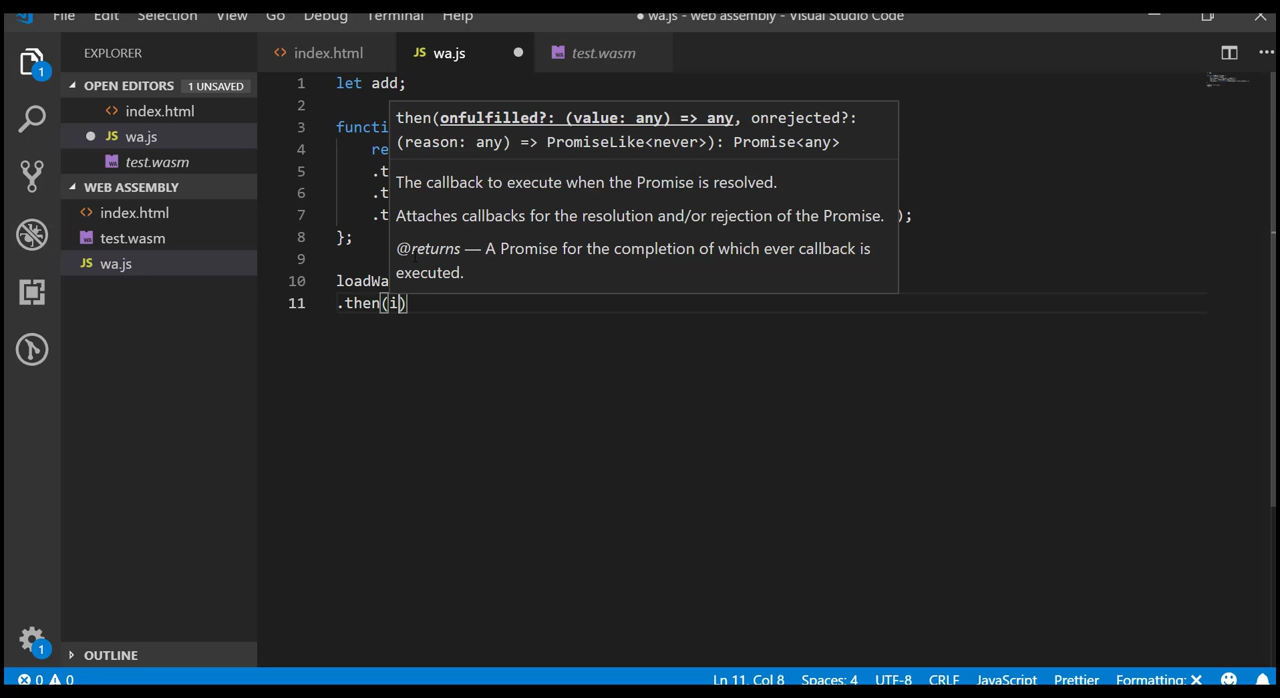 File Edit Selection View Go Debug Terminal Help
● wa.js - web assembly - Visual Studio Code
EXPLORER
<> index.html
JS wa.js ●
WA test.wasm
1
OPEN EDITORS 1 UNSAVED
<> index.html
● JS wa.js
WA test.wasm
WEB ASSEMBLY
<> index.html
WA test.wasm
JS wa.js
1 let add;
2
3 functi
4 re
5 .t
6 .t
7 .t );
8 };
9
10 loadWa
11 .then(i)
then(onfulfilled?: (value: any) => any, onrejected?:
(reason: any) => PromiseLike<never>): Promise<any>
The callback to execute when the Promise is resolved.
Attaches callbacks for the resolution and/or rejection of the Promise.
@returns — A Promise for the completion of which ever callback is
executed.
1
OUTLINE
0 0
Ln 11, Col 8 Spaces: 4 UTF-8 CRLF JavaScript Prettier Formatting: ✕